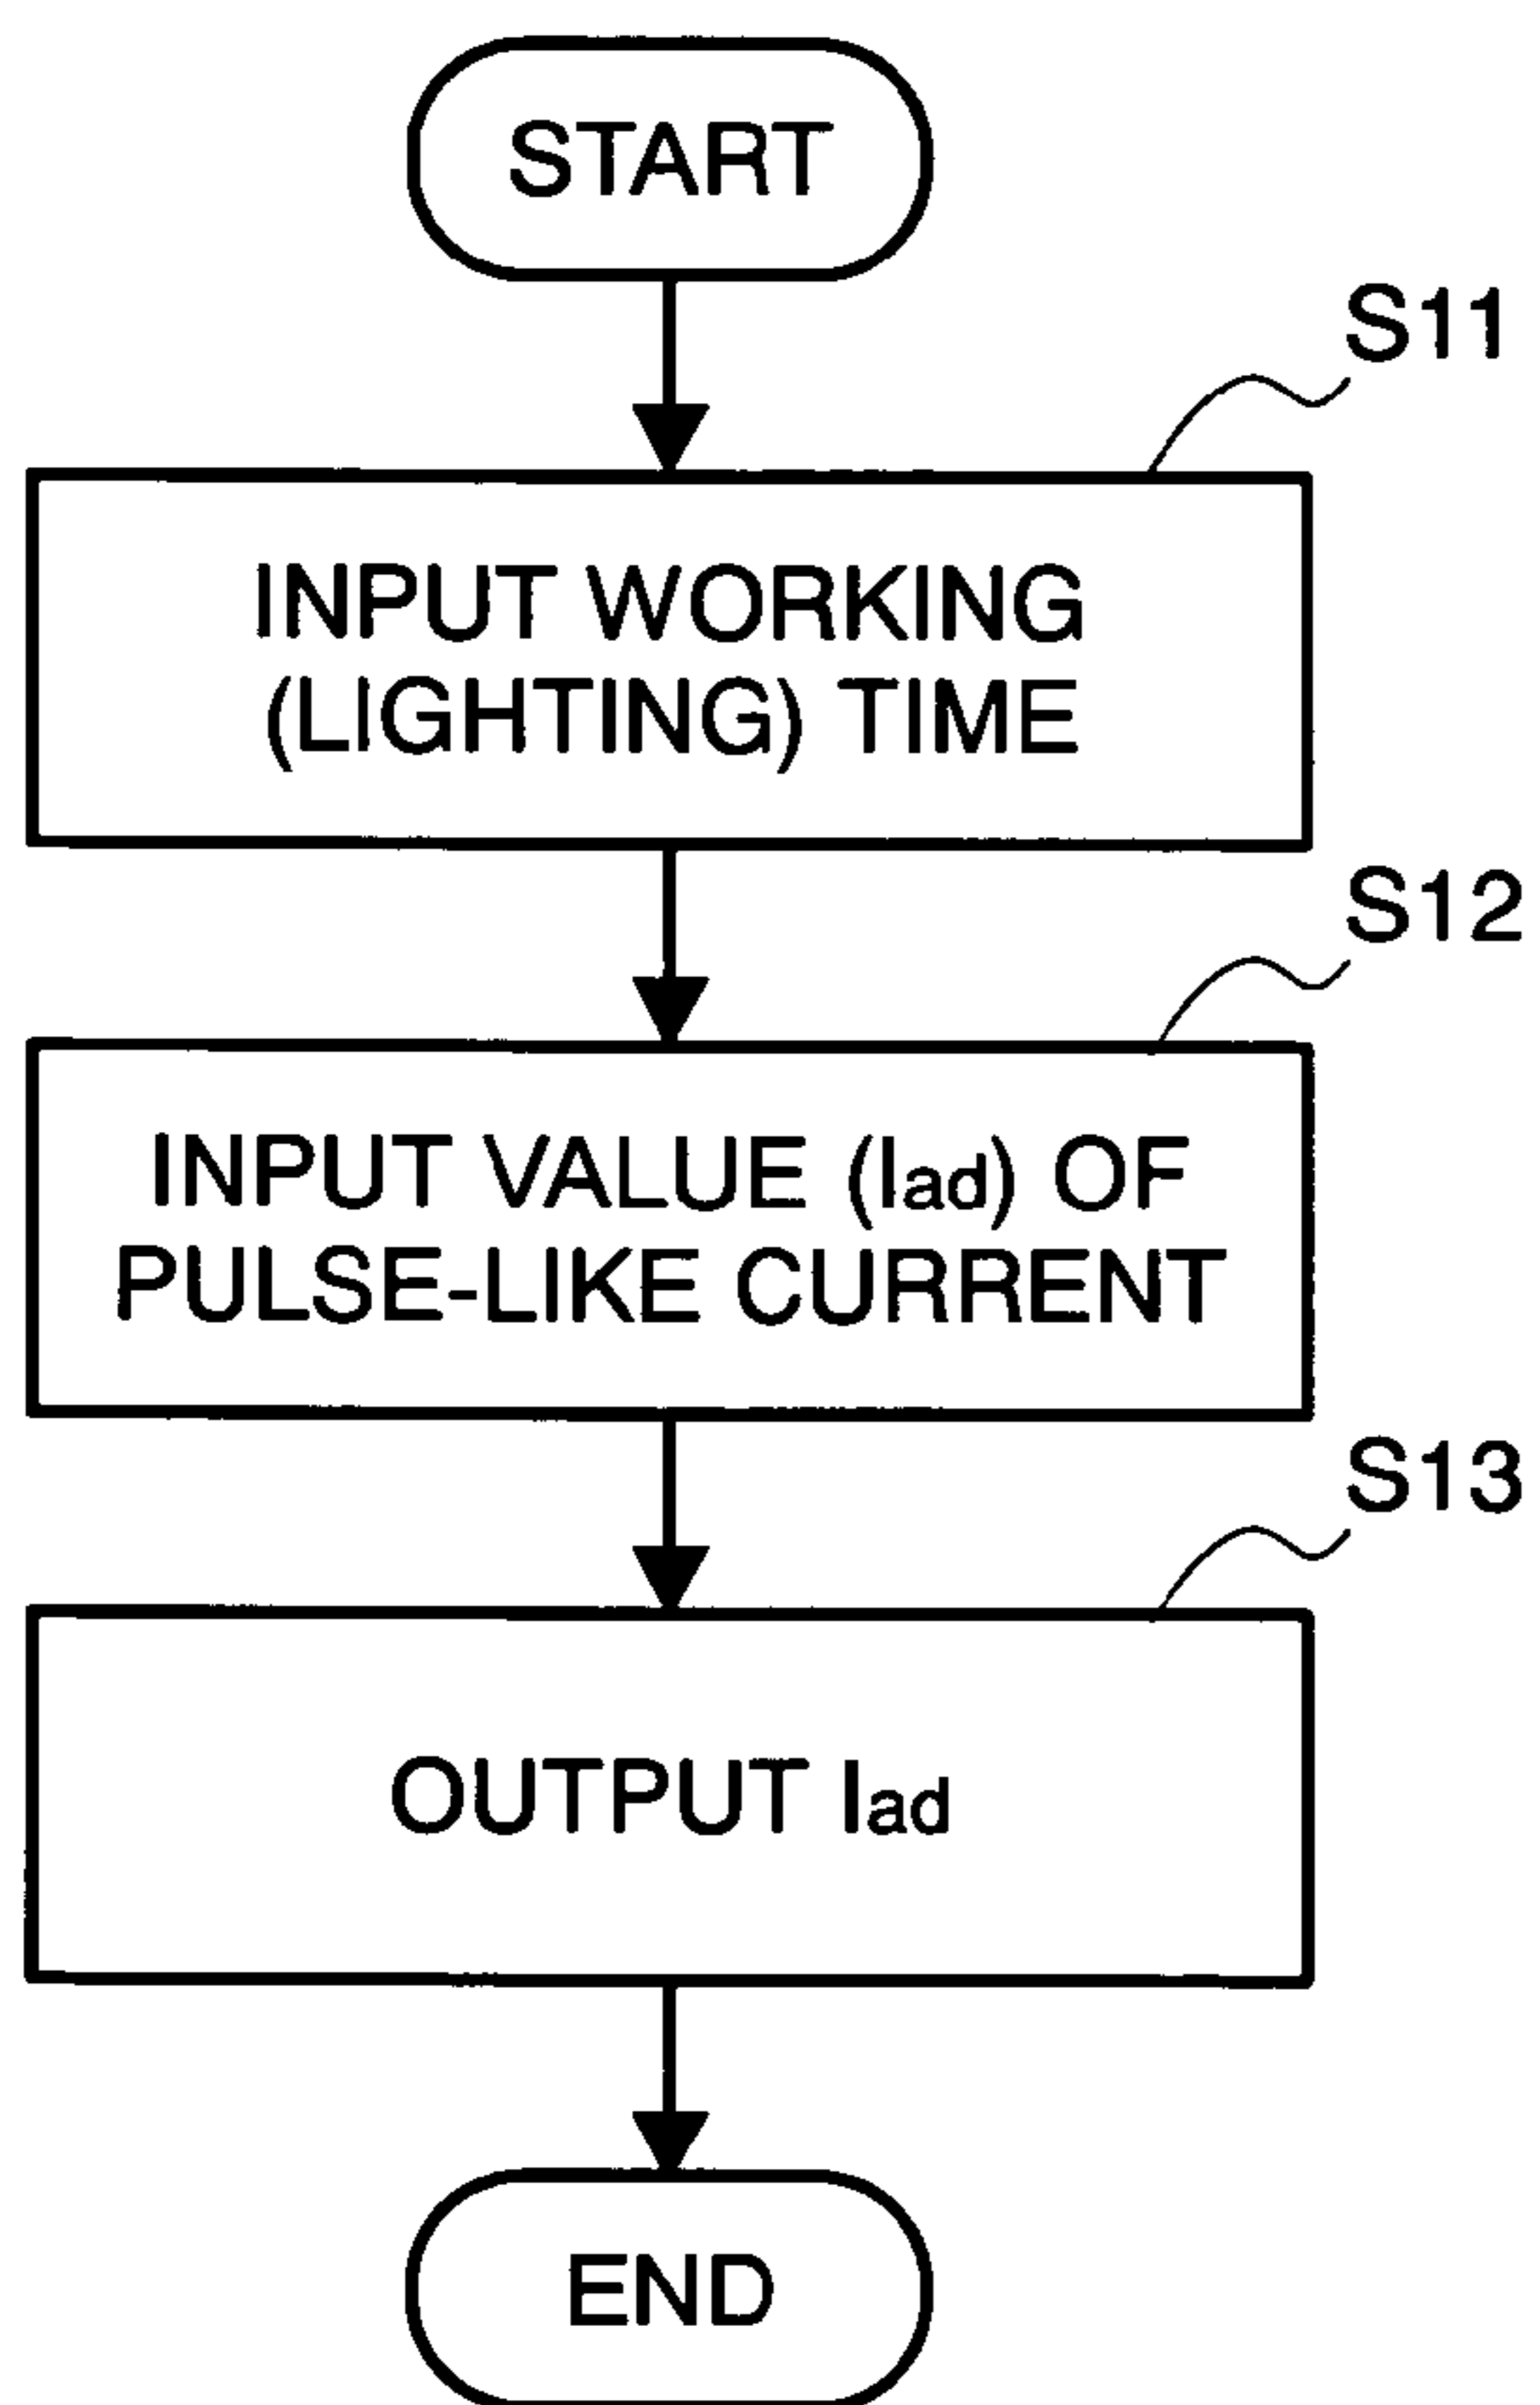 START
S11
INPUT WORKING
(LIGHTING) TIME
S12
INPUT VALUE (Iad) OF
PULSE-LIKE CURRENT
S13
OUTPUT Iad
END